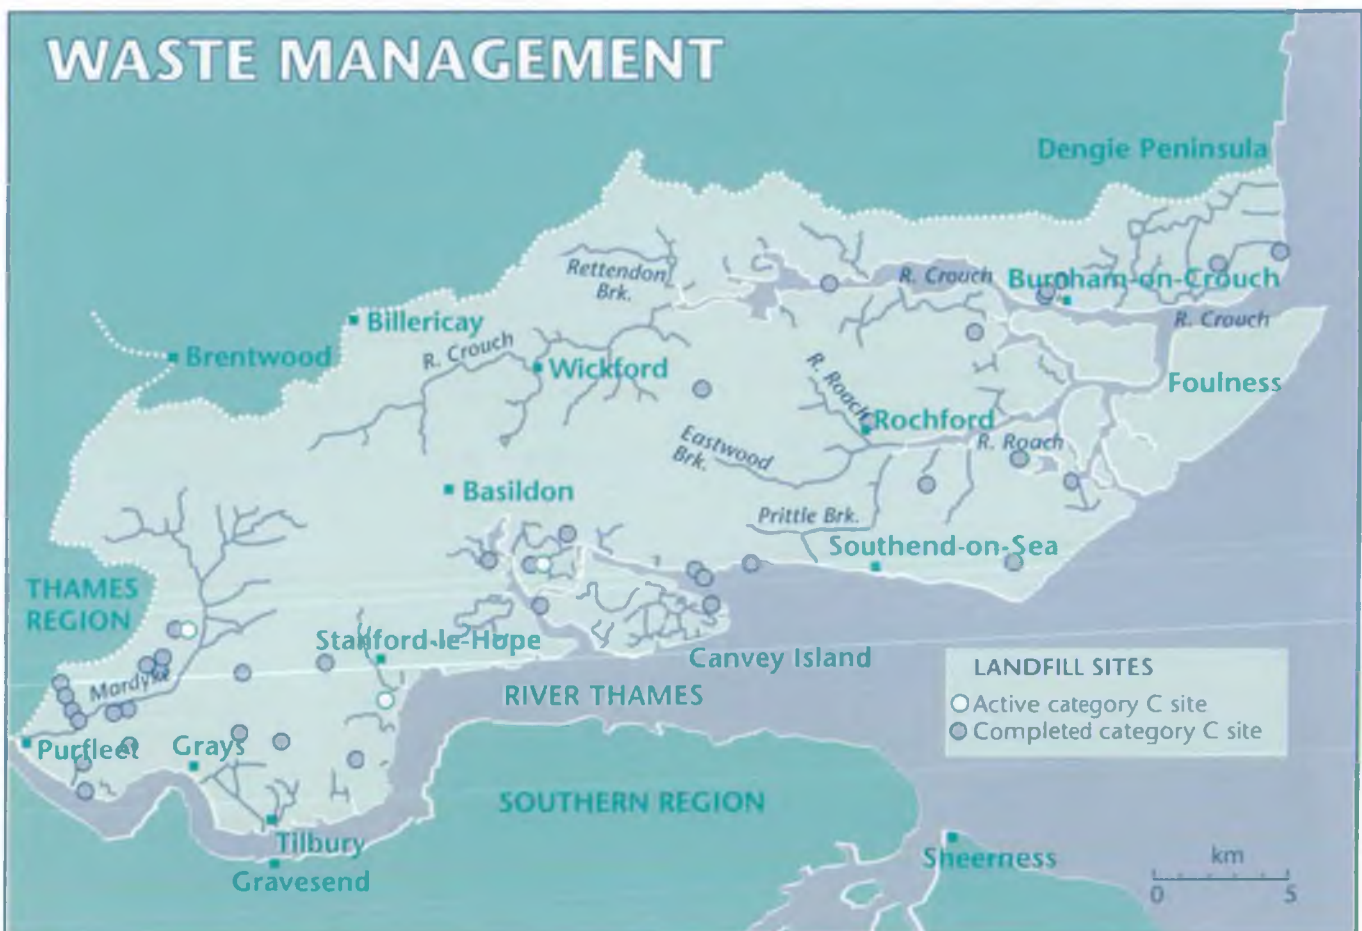 WASTE MANAGEMENT
Dengie Peninsula
Rettendon
Brk.
R. Crouch
Burnham-on-Crouch
R. Crouch
Billericay
R. Crouch
Brentwood
Wickford
Foulness
R. Roach
Rochford
R. Roach
Eastwood
Brk.
Basildon
Prittle Brk.
Southend-on-Sea
THAMES
REGION
Stanford-le-Hope
Canvey Island
Mardyke
RIVER THAMES
LANDFILL SITES
Active category C site
Completed category C site
Purfleet
Grays
SOUTHERN REGION
Tilbury
Gravesend
Sheerness
km
0 5